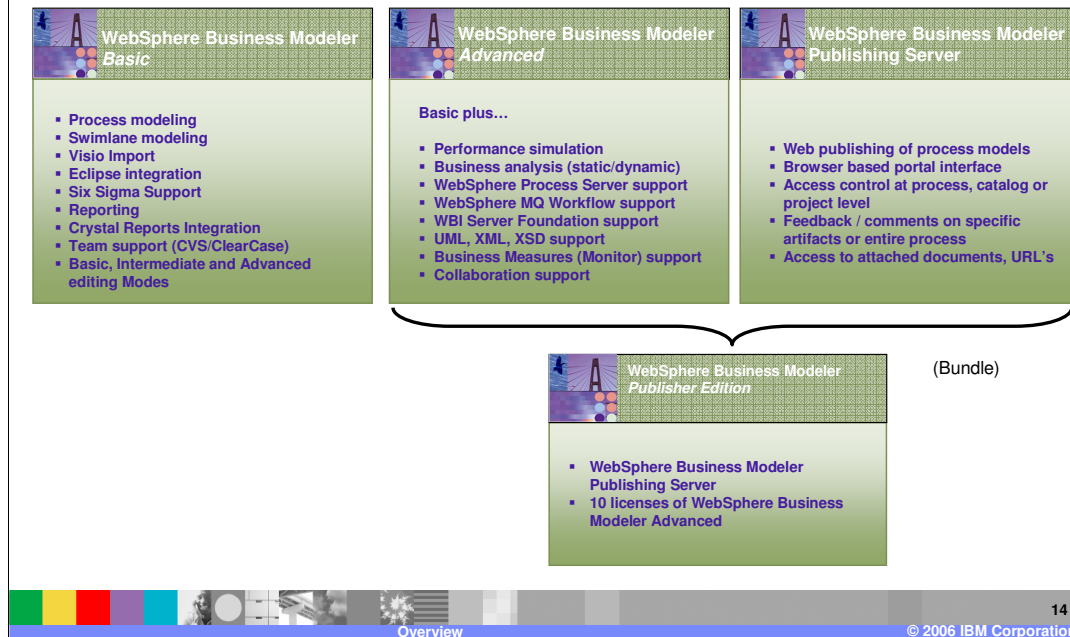 WebSphere Business Modeler
Basic
▪ Process modeling
▪ Swimlane modeling
▪ Visio Import
▪ Eclipse integration
▪ Six Sigma Support
▪ Reporting
▪ Crystal Reports Integration
▪ Team support (CVS/ClearCase)
▪ Basic, Intermediate and Advanced
editing Modes
WebSphere Business Modeler
Advanced
Basic plus…
▪ Performance simulation
▪ Business analysis (static/dynamic)
▪ WebSphere Process Server support
▪ WebSphere MQ Workflow support
▪ WBI Server Foundation support
▪ UML, XML, XSD support
▪ Business Measures (Monitor) support
▪ Collaboration support
WebSphere Business Modeler
Publishing Server
▪ Web publishing of process models
▪ Browser based portal interface
▪ Access control at process, catalog or
project level
▪ Feedback / comments on specific
artifacts or entire process
▪ Access to attached documents, URL's
WebSphere Business Modeler
Publisher Edition
(Bundle)
▪ WebSphere Business Modeler
Publishing Server
▪ 10 licenses of WebSphere Business
Modeler Advanced
14
Overview
© 2006 IBM Corporation